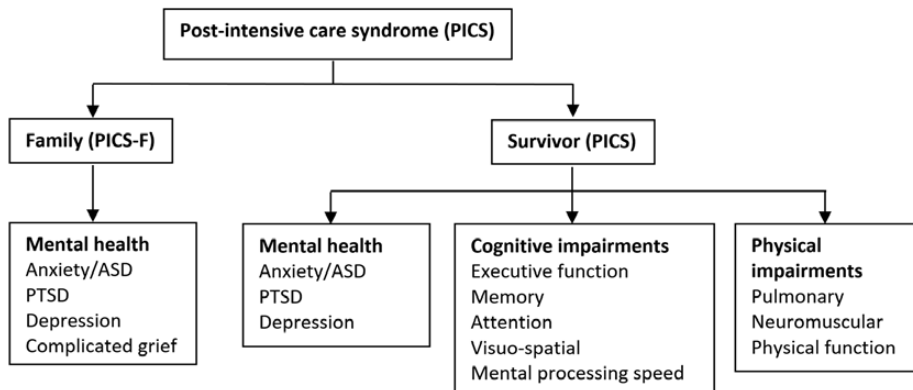 Post-intensive care syndrome (PICS)
Family (PICS-F)
Survivor (PICS)
Mental health
Anxiety/ASD
PTSD
Depression
Complicated grief
Mental health
Anxiety/ASD
PTSD
Depression
Cognitive impairments
Executive function
Memory
Attention
Visuo-spatial
Mental processing speed
Physical
impairments
Pulmonary
Neuromuscular
Physical function